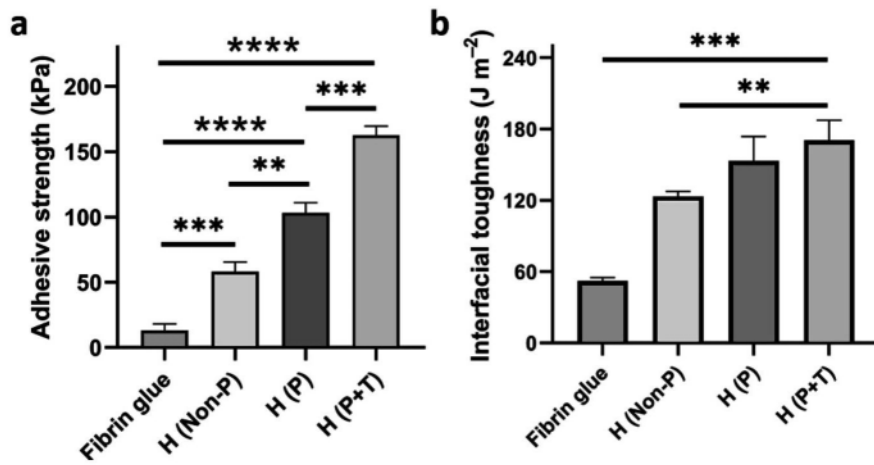 a
Adhesive strength (kPa)
200
150
100
50
0
****
****
***
**
***
Fibrin glue
H (Non-P)
H (P)
H (P+T)
b
Interfacial toughness (J m⁻²)
240
180
120
60
0
***
**
Fibrin glue
H (Non-P)
H (P)
H (P+T)